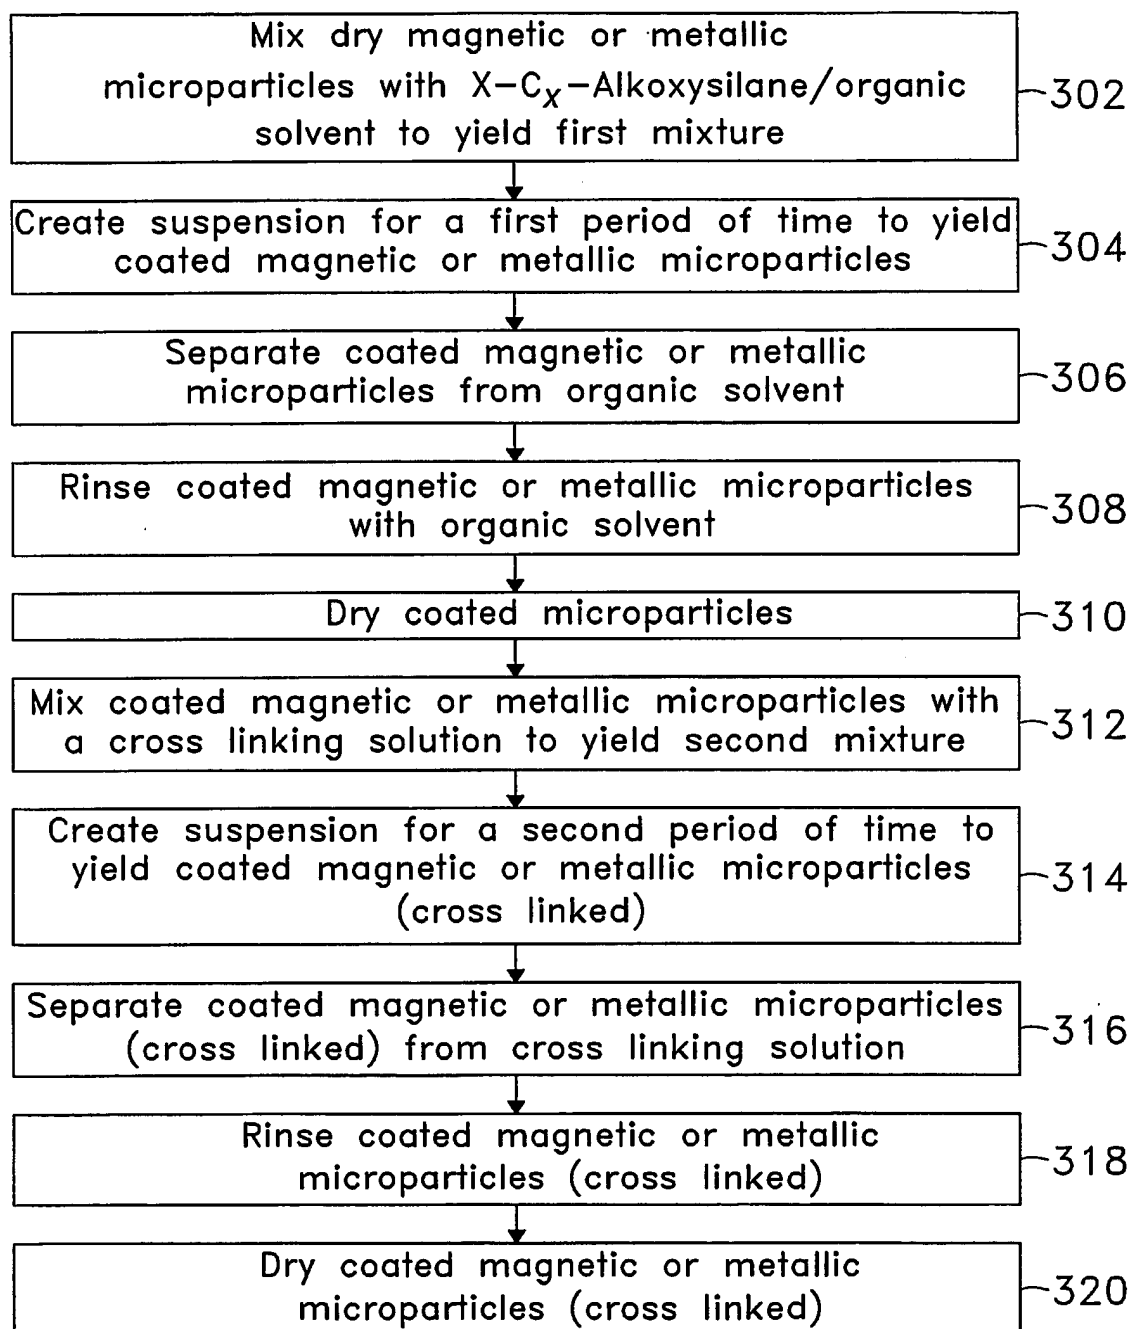 Mix dry magnetic or metallic
microparticles with X-Cx-Alkoxysilane/organic
solvent to yield first mixture
302
Create suspension for a first period of time to yield
coated magnetic or metallic microparticles
304
Separate coated magnetic or metallic
microparticles from organic solvent
306
Rinse coated magnetic or metallic microparticles
with organic solvent
308
Dry coated microparticles
310
Mix coated magnetic or metallic microparticles with
a cross linking solution to yield second mixture
312
Create suspension for a second period of time to
yield coated magnetic or metallic microparticles
(cross linked)
314
Separate coated magnetic or metallic microparticles
(cross linked) from cross linking solution
316
Rinse coated magnetic or metallic
microparticles (cross linked)
318
Dry coated magnetic or metallic
microparticles (cross linked)
320